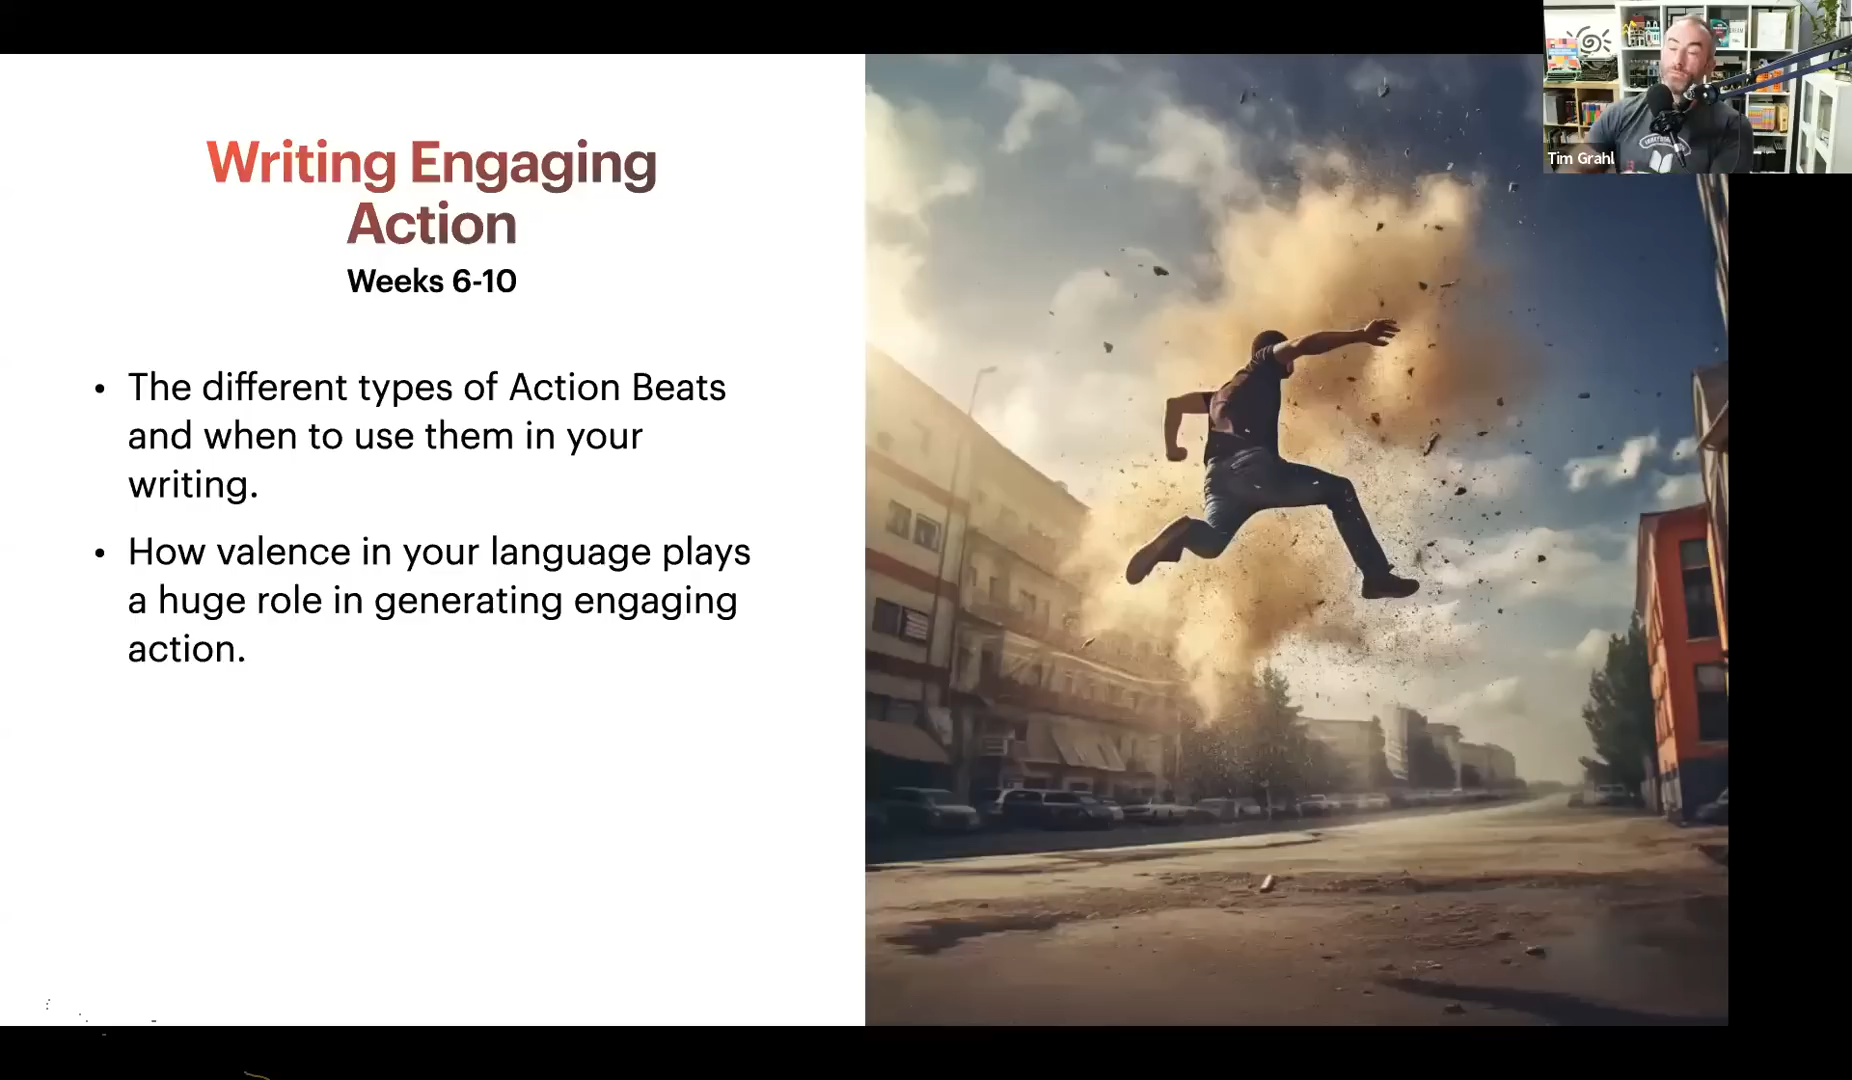 Writing Engaging
Action
Weeks 6-10
• The different types of Action Beats
and when to use them in your
writing.
• How valence in your language plays
a huge role in generating engaging
action.
Tim Grahl